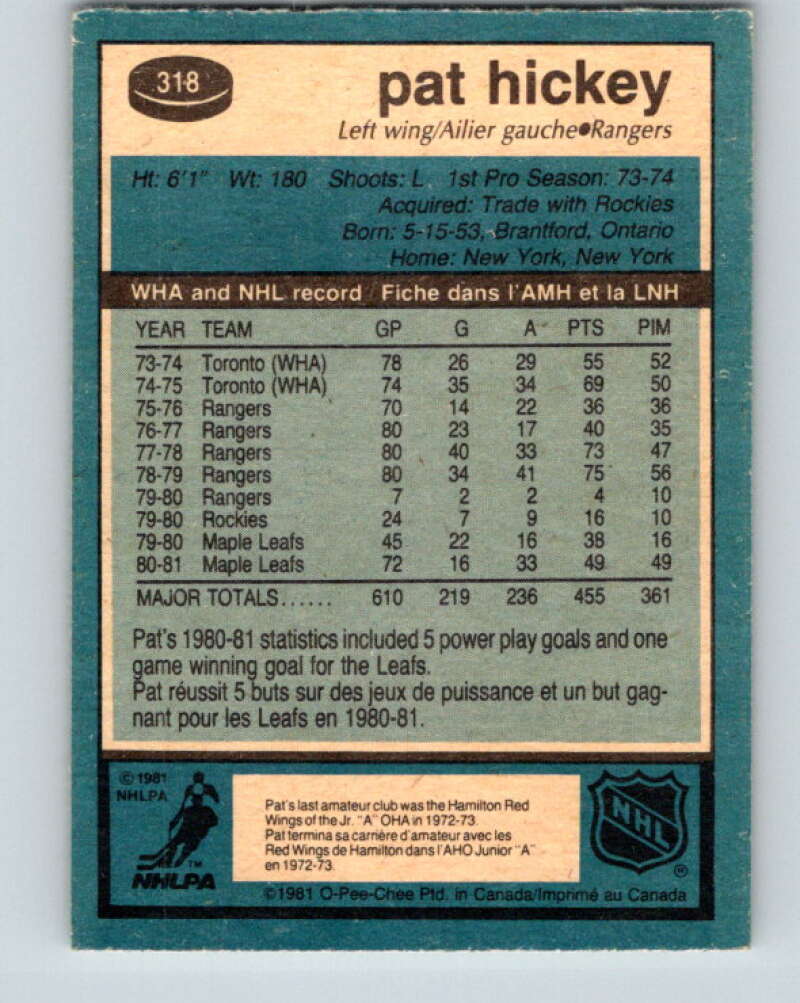 318
pat hickey
Left wing/Ailier gauche●Rangers
Ht: 6'1" Wt: 180 Shoots: L 1st Pro Season: 73-74
Acquired: Trade with Rockies
Born: 5-15-53, Brantford, Ontario
Home: New York, New York
WHA and NHL record / Fiche dans l'AMH et la LNH
YEAR TEAM GP G A PTS PIM
73-74 Toronto (WHA) 78 26 29 55 52
74-75 Toronto (WHA) 74 35 34 69 50
75-76 Rangers 70 14 22 36 36
76-77 Rangers 80 23 17 40 35
77-78 Rangers 80 40 33 73 47
78-79 Rangers 80 34 41 75 56
79-80 Rangers 7 2 2 4 10
79-80 Rockies 24 7 9 16 10
79-80 Maple Leafs 45 22 16 38 16
80-81 Maple Leafs 72 16 33 49 49
MAJOR TOTALS...... 610 219 236 455 361
Pat's 1980-81 statistics included 5 power play goals and one
game winning goal for the Leafs.
Pat réussit 5 buts sur des jeux de puissance et un but gag-
nant pour les Leafs en 1980-81.
© 1981
NHLPA
TM
NHLPA
Pat's last amateur club was the Hamilton Red
Wings of the Jr. "A" OHA in 1972-73.
Pat termina sa carrière d'amateur avec les
Red Wings de Hamilton dans l'AHO Junior "A"
en 1972-73.
NHL
®
©1981 O-Pee-Chee Ptd. in Canada/Imprimé au Canada